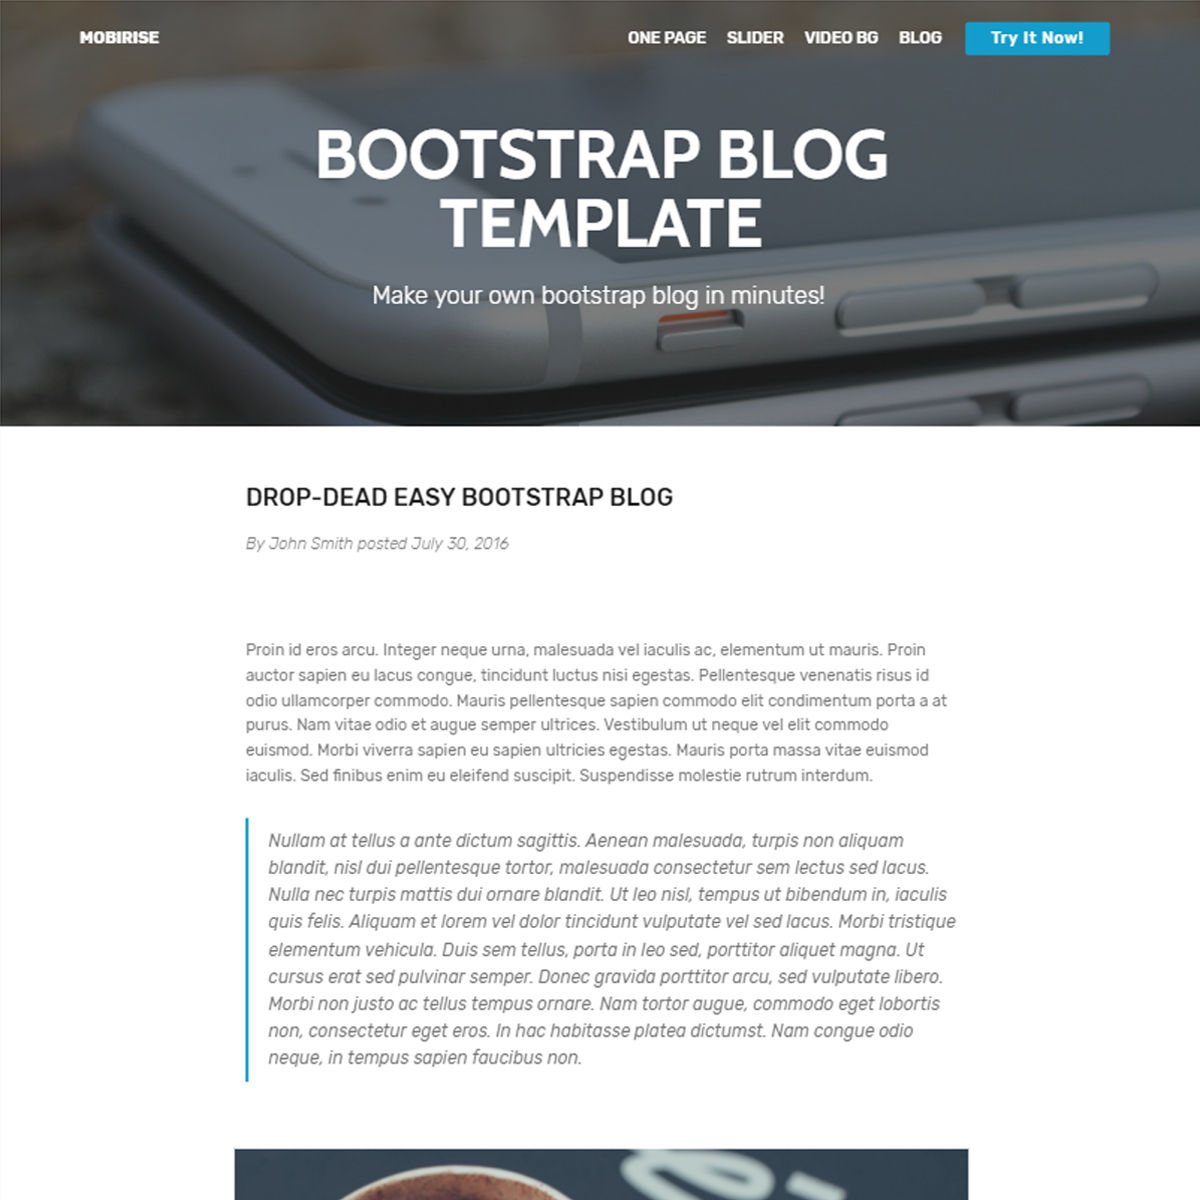 MOBIRISE
ONE PAGE SLIDER VIDEO BG BLOG Try It Now!
BOOTSTRAP BLOG
TEMPLATE
Make your own bootstrap blog in minutes!
DROP-DEAD EASY BOOTSTRAP BLOG
By John Smith posted July 30, 2016
Proin id eros arcu. Integer neque urna, malesuada vel iaculis ac, elementum ut mauris. Proin
auctor sapien eu lacus congue, tincidunt luctus nisi egestas. Pellentesque venenatis risus id
odio ullamcorper commodo. Mauris pellentesque sapien commodo elit condimentum porta a at
purus. Nam vitae odio et augue semper ultrices. Vestibulum ut neque vel elit commodo
euismod. Morbi viverra sapien eu sapien ultricies egestas. Mauris porta massa vitae euismod
iaculis. Sed finibus enim eu eleifend suscipit. Suspendisse molestie rutrum interdum.
Nullam at tellus a ante dictum sagittis. Aenean malesuada, turpis non aliquam
blandit, nisl dui pellentesque tortor, malesuada consectetur sem lectus sed lacus.
Nulla nec turpis mattis dui ornare blandit. Ut leo nisl, tempus ut bibendum in, iaculis
quis felis. Aliquam et lorem vel dolor tincidunt vulputate vel sed lacus. Morbi tristique
elementum vehicula. Duis sem tellus, porta in leo sed, porttitor aliquet magna. Ut
cursus erat sed pulvinar semper. Donec gravida porttitor arcu, sed vulputate libero.
Morbi non justo ac tellus tempus ornare. Nam tortor augue, commodo eget lobortis
non, consectetur eget eros. In hac habitasse platea dictumst. Nam congue odio
neque, in tempus sapien faucibus non.